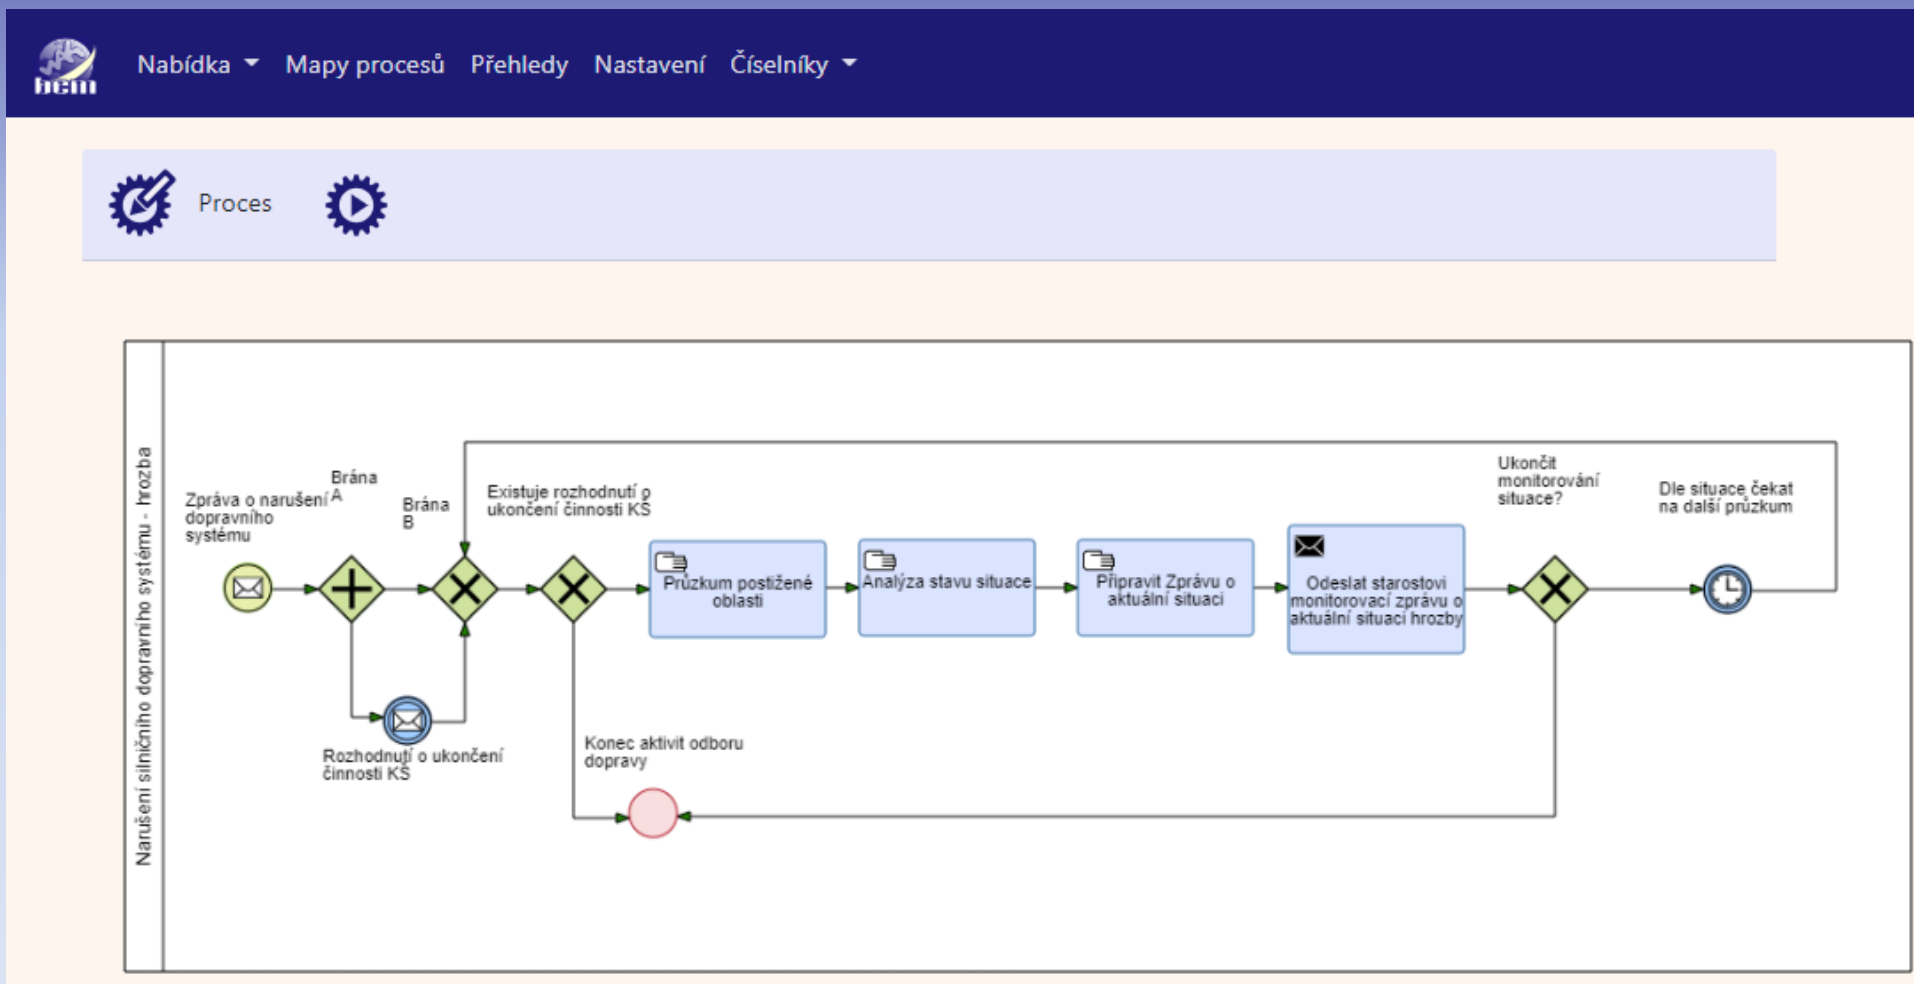 bcm
Nabídka
Mapy procesů
Přehledy
Nastavení
Číselníky
Proces
Narušení silničního dopravního systému - hrozba
Zpráva o narušení
dopravního
systému
Brána
A
Brána
B
Existuje rozhodnutí o
ukončení činnosti KŠ
Průzkum postižené
oblasti
Analýza stavu situace
Připravit Zprávu o
aktuální situaci
Odeslat starostovi
monitorovací zprávu o
aktuální situaci hrozby
Ukončit
monitorování
situace?
Dle situace čekat
na další průzkum
Rozhodnutí o ukončení
činnosti KŠ
Konec aktivit odboru
dopravy